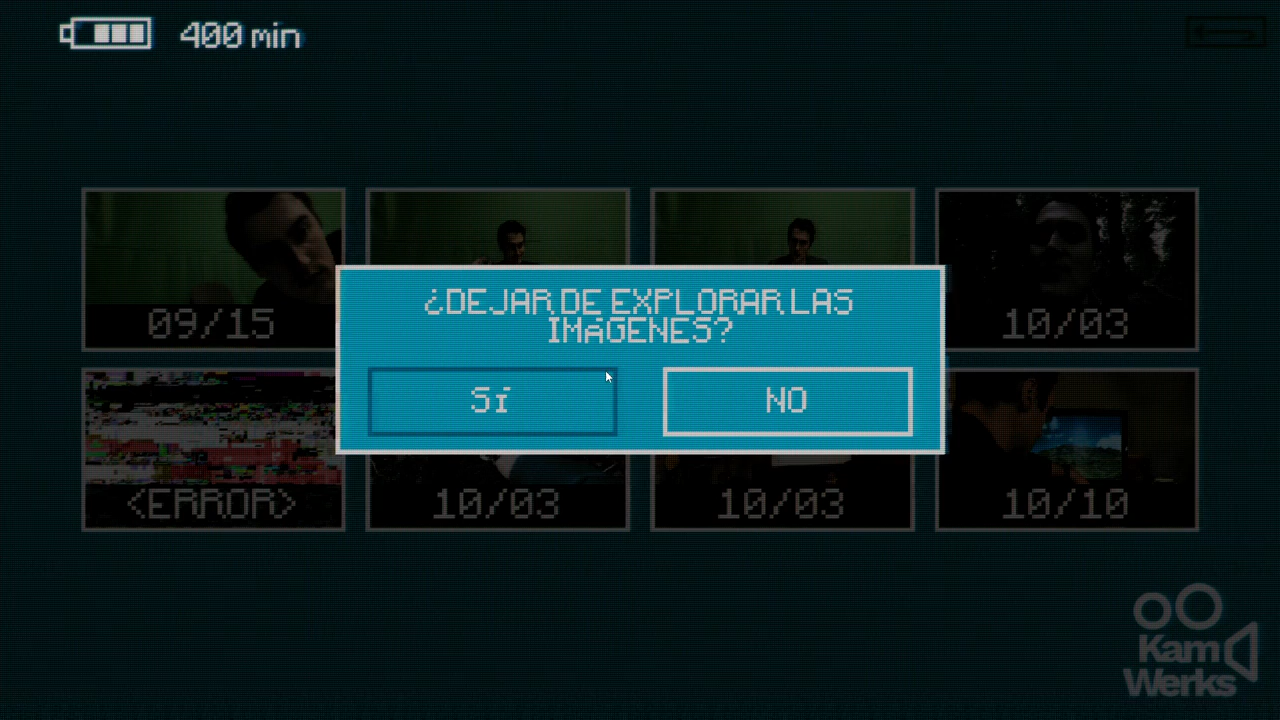 400 min
09/15
10/03
¿DEJAR DE EXPLORAR LAS
IMáGENES?
SÍ
NO
<ERROR>
10/03
10/03
10/10
Kam
Werks